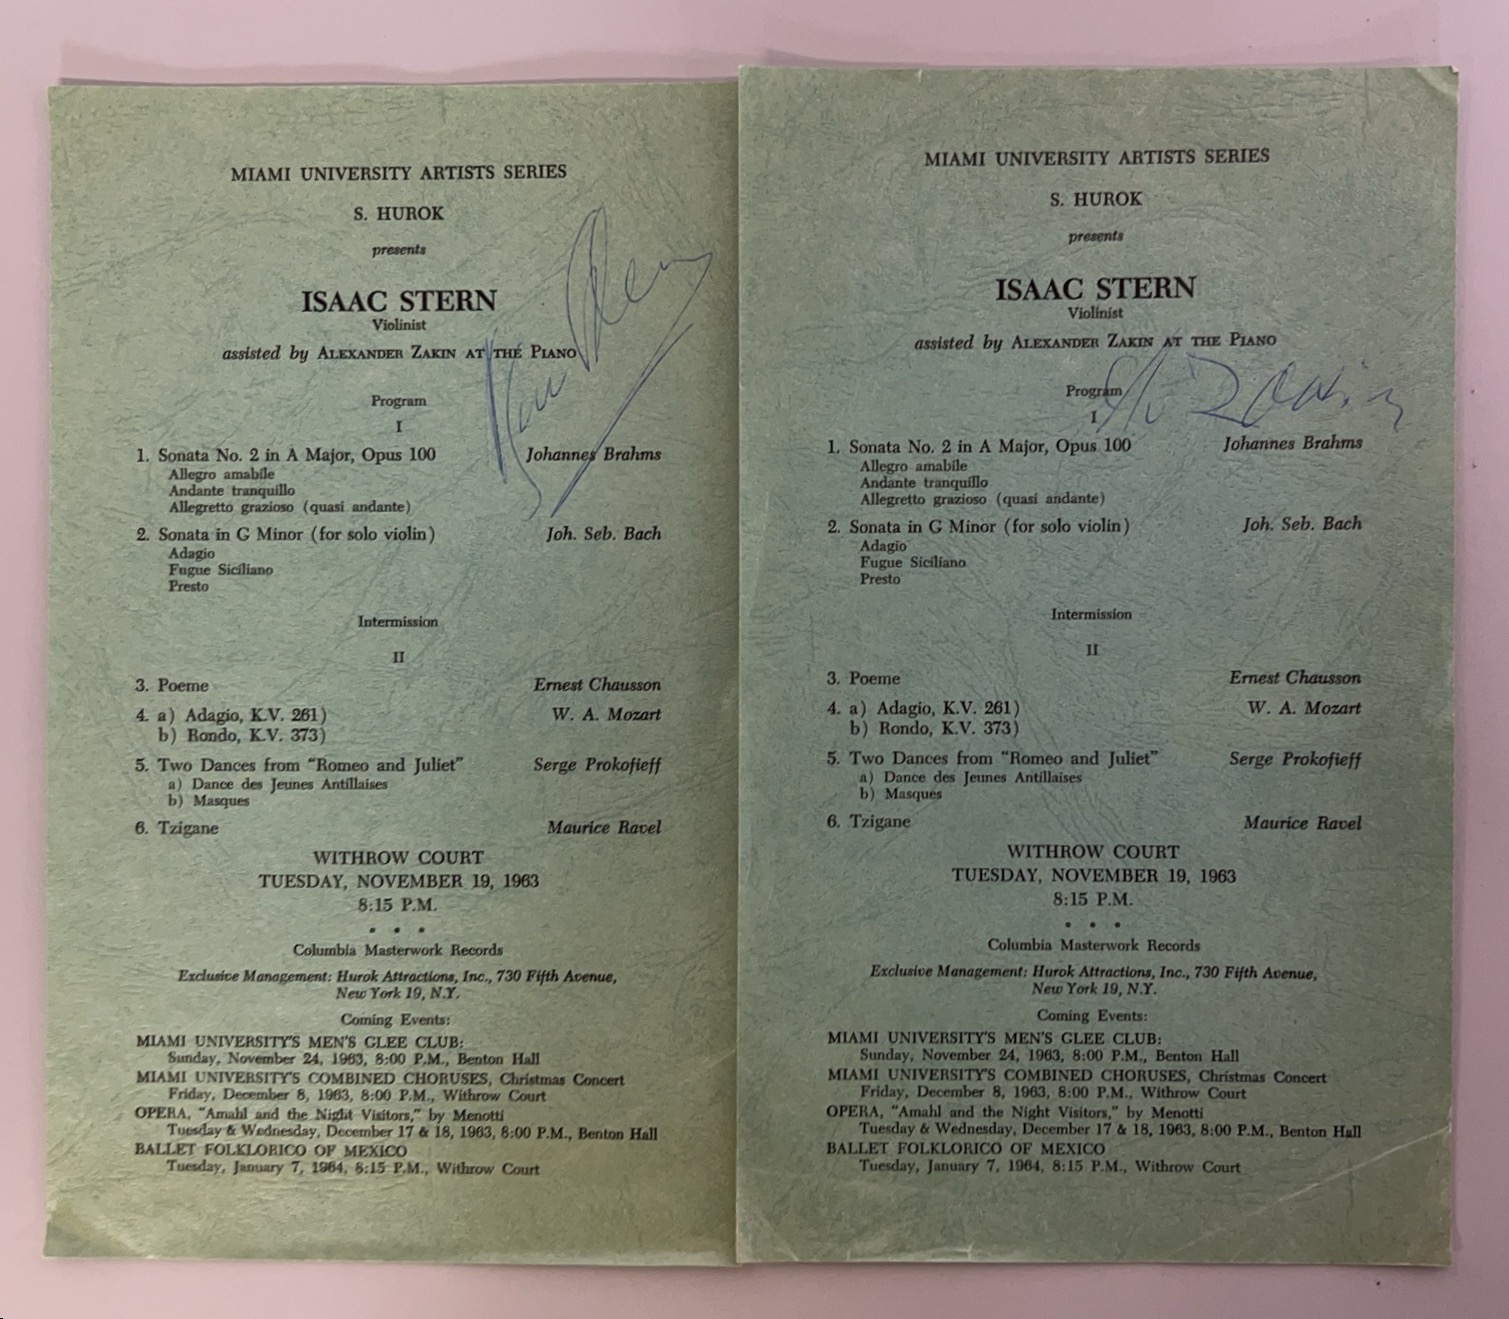 MIAMI UNIVERSITY ARTISTS SERIES
S. HUROK
presents
ISAAC STERN
Violinist
assisted by ALEXANDER ZAKIN AT THE PIANO
Isaac Stern
Program
I
1. Sonata No. 2 in A Major, Opus 100 Johannes Brahms
Allegro amabile
Andante tranquillo
Allegretto grazioso (quasi andante)
2. Sonata in G Minor (for solo violin) Joh. Seb. Bach
Adagio
Fugue Siciliano
Presto
Intermission
II
3. Poeme Ernest Chausson
4. a) Adagio, K.V. 261) W. A. Mozart
b) Rondo, K.V. 373)
5. Two Dances from "Romeo and Juliet" Serge Prokofieff
a) Dance des Jeunes Antillaises
b) Masques
6. Tzigane Maurice Ravel
WITHROW COURT
TUESDAY, NOVEMBER 19, 1963
8:15 P.M.
. . .
Columbia Masterwork Records
Exclusive Management: Hurok Attractions, Inc., 730 Fifth Avenue,
New York 19, N.Y.
Coming Events:
MIAMI UNIVERSITY'S MEN'S GLEE CLUB:
Sunday, November 24, 1963, 8:00 P.M., Benton Hall
MIAMI UNIVERSITY'S COMBINED CHORUSES, Christmas Concert
Friday, December 8, 1963, 8:00 P.M., Withrow Court
OPERA, "Amahl and the Night Visitors," by Menotti
Tuesday & Wednesday, December 17 & 18, 1963, 8:00 P.M., Benton Hall
BALLET FOLKLORICO OF MEXICO
Tuesday, January 7, 1964, 8:15 P.M., Withrow Court
MIAMI UNIVERSITY ARTISTS SERIES
S. HUROK
presents
ISAAC STERN
Violinist
assisted by ALEXANDER ZAKIN AT THE PIANO
Zakin
Program
I
1. Sonata No. 2 in A Major, Opus 100 Johannes Brahms
Allegro amabile
Andante tranquillo
Allegretto grazioso (quasi andante)
2. Sonata in G Minor (for solo violin) Joh. Seb. Bach
Adagio
Fugue Siciliano
Presto
Intermission
II
3. Poeme Ernest Chausson
4. a) Adagio, K.V. 261) W. A. Mozart
b) Rondo, K.V. 373)
5. Two Dances from "Romeo and Juliet" Serge Prokofieff
a) Dance des Jeunes Antillaises
b) Masques
6. Tzigane Maurice Ravel
WITHROW COURT
TUESDAY, NOVEMBER 19, 1963
8:15 P.M.
. . .
Columbia Masterwork Records
Exclusive Management: Hurok Attractions, Inc., 730 Fifth Avenue,
New York 19, N.Y.
Coming Events:
MIAMI UNIVERSITY'S MEN'S GLEE CLUB:
Sunday, November 24, 1963, 8:00 P.M., Benton Hall
MIAMI UNIVERSITY'S COMBINED CHORUSES, Christmas Concert
Friday, December 8, 1963, 8:00 P.M., Withrow Court
OPERA, "Amahl and the Night Visitors," by Menotti
Tuesday & Wednesday, December 17 & 18, 1963, 8:00 P.M., Benton Hall
BALLET FOLKLORICO OF MEXICO
Tuesday, January 7, 1964, 8:15 P.M., Withrow Court